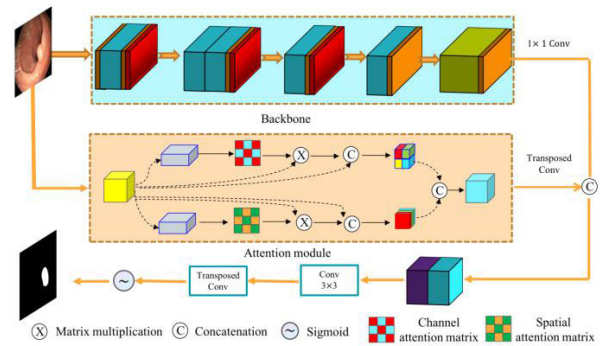 1× 1 Conv
Backbone
X
C
Transposed
Conv
C
C
X
C
Attention module
~
Transposed
Conv
Conv
3×3
X Matrix multiplication
C Concatenation
~ Sigmoid
Channel
attention matrix
Spatial
attention matrix